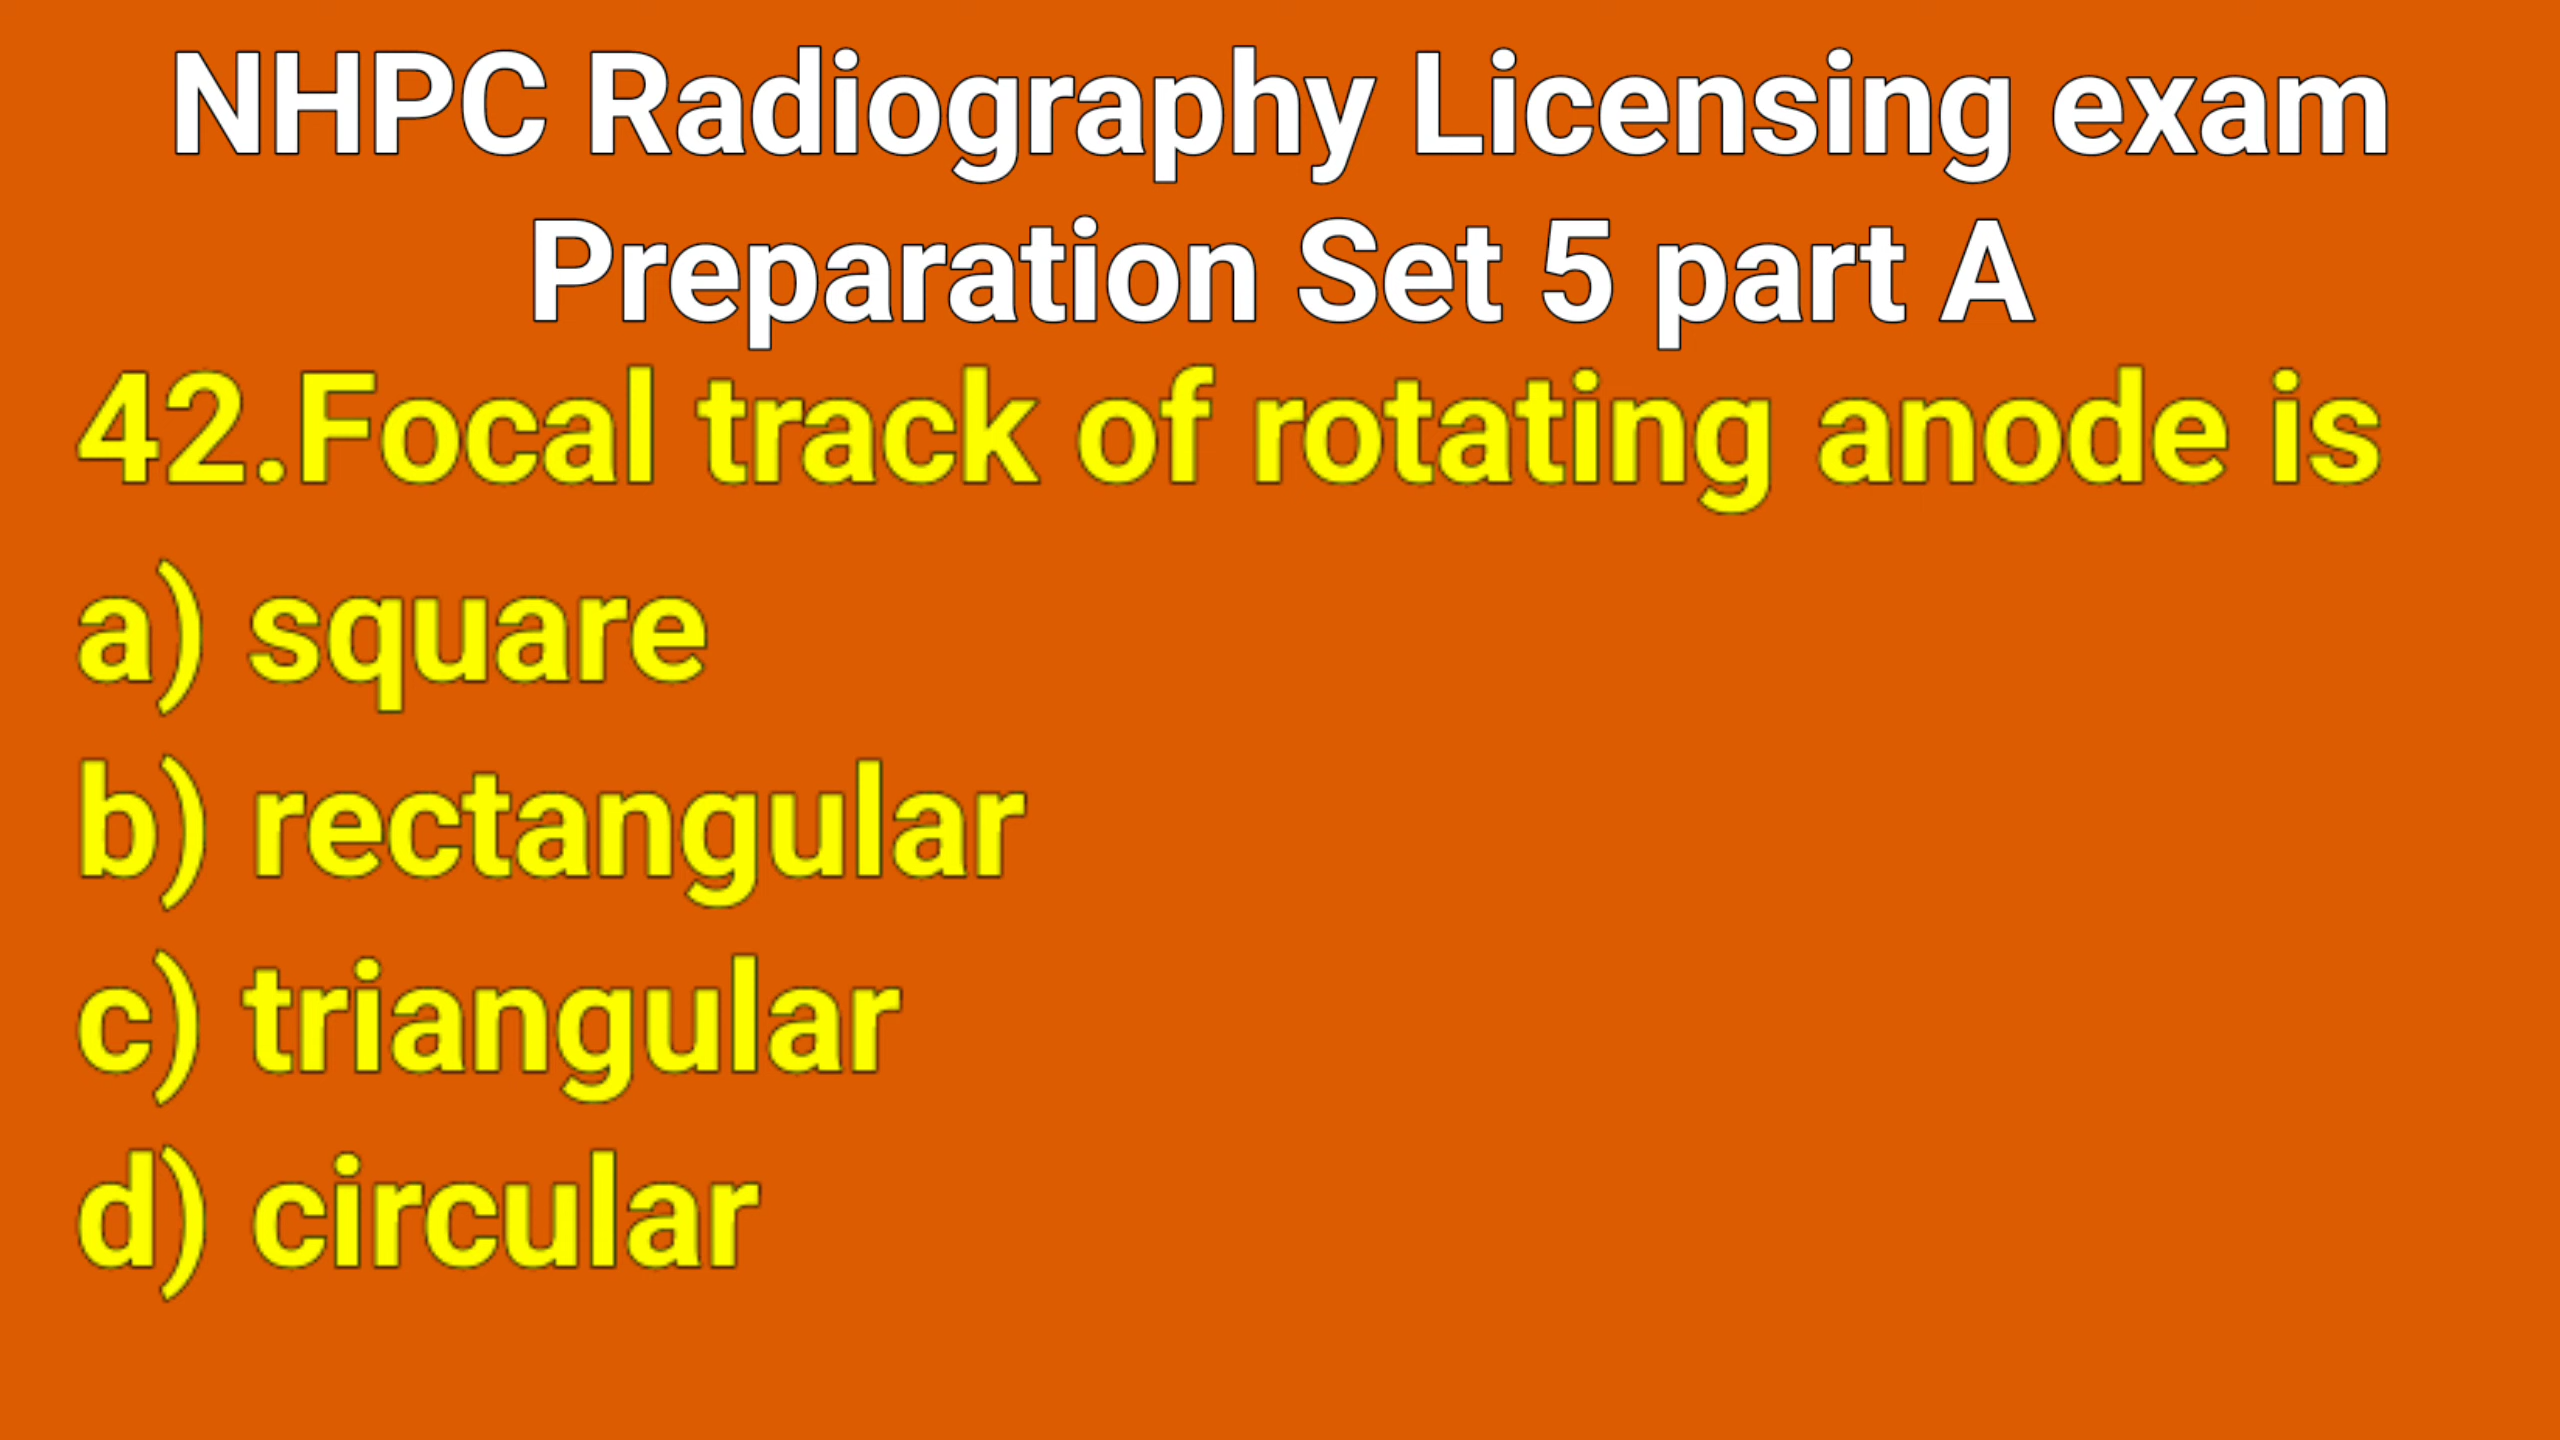 NHPC Radiography Licensing exam
Preparation Set 5 part A
42.Focal track of rotating anode is
a) square
b) rectangular
c) triangular
d) circular